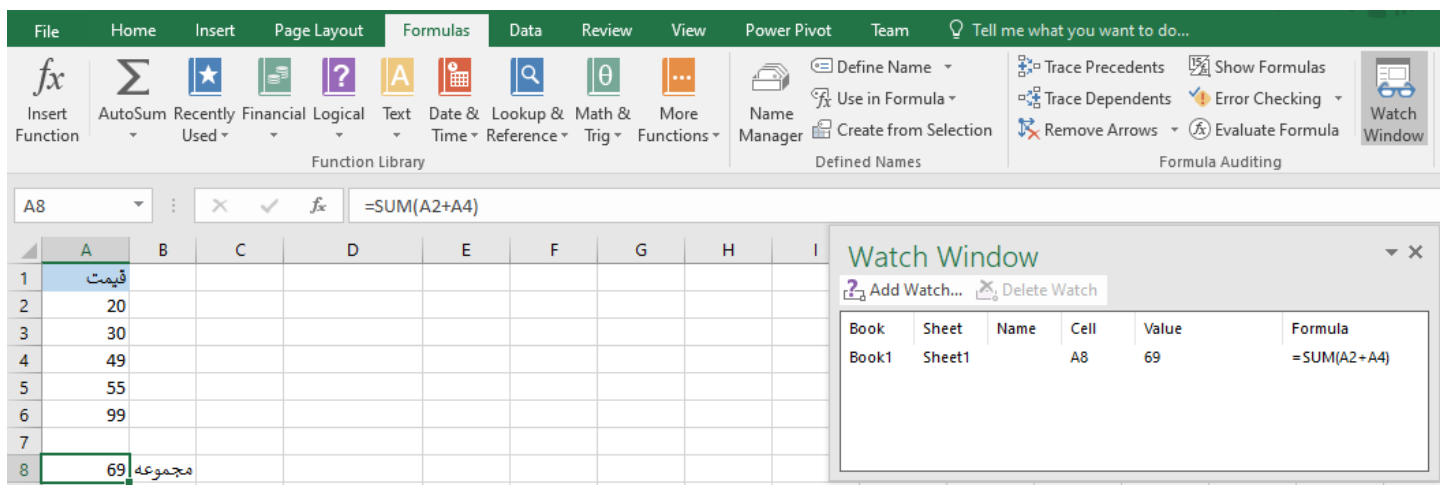 File Home Insert Page Layout Formulas Data Review View Power Pivot Team Tell me what you want to do...
fx Insert Function
Σ AutoSum
Recently Used
Financial
? Logical
A Text
Date & Time
Lookup & Reference
θ Math & Trig
More Functions
Function Library
Name Manager
Define Name
fx Use in Formula
Create from Selection
Defined Names
Trace Precedents
Trace Dependents
Remove Arrows
Show Formulas
Error Checking
fx Evaluate Formula
Formula Auditing
Watch Window
A8 fx =SUM(A2+A4)
A B C D E F G H I
1 قیمت
2 20
3 30
4 49
5 55
6 99
7
8 69 مجموعه
Watch Window
Add Watch... Delete Watch
Book Sheet Name Cell Value Formula
Book1 Sheet1 A8 69 =SUM(A2+A4)